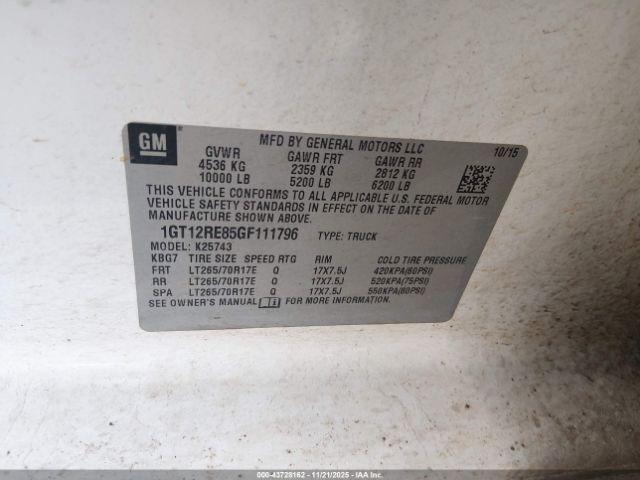 GM
MFD BY GENERAL MOTORS LLC 10/15
GVWR GAWR FRT GAWR RR
4536 KG 2359 KG 2812 KG
10000 LB 5200 LB 6200 LB
THIS VEHICLE CONFORMS TO ALL APPLICABLE U.S. FEDERAL MOTOR
VEHICLE SAFETY STANDARDS IN EFFECT ON THE DATE OF
MANUFACTURE SHOWN ABOVE.
1GT12RE85GF111796 TYPE: TRUCK
MODEL: K25743
KBG7 TIRE SIZE SPEED RTG RIM COLD TIRE PRESSURE
FRT LT265/70R17E Q 17X7.5J 420KPA(60PSI)
RR LT265/70R17E Q 17X7.5J 520KPA(75PSI)
SPA LT265/70R17E Q 17X7.5J 550KPA(80PSI)
SEE OWNER'S MANUAL FOR MORE INFORMATION.
000-43728162 - 11/21/2025 - © IAA Inc.